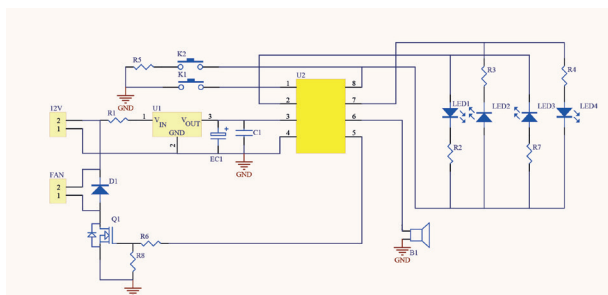 K2
R5
K1
GND
U2
1
2
3
4
8
7
6
5
R3
R4
LED1
LED2
LED3
LED4
R2
R7
12V
2
1
R1
U1
1
VIN
VOUT
3
GND
2
+
EC1
C1
GND
FAN
2
1
D1
Q1
R6
R8
GND
B1
GND